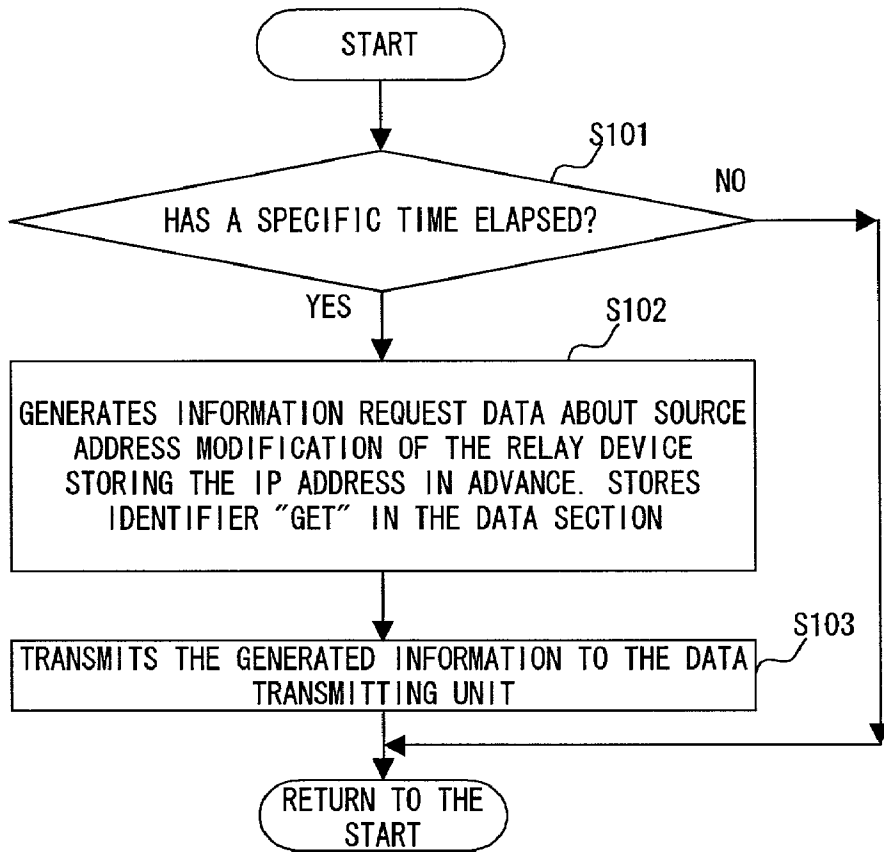 START
S101
NO
HAS A SPECIFIC TIME ELAPSED?
YES
S102
GENERATES INFORMATION REQUEST DATA ABOUT SOURCE
ADDRESS MODIFICATION OF THE RELAY DEVICE
STORING THE IP ADDRESS IN ADVANCE. STORES
IDENTIFIER "GET" IN THE DATA SECTION
S103
TRANSMITS THE GENERATED INFORMATION TO THE DATA
TRANSMITTING UNIT
RETURN TO THE
START